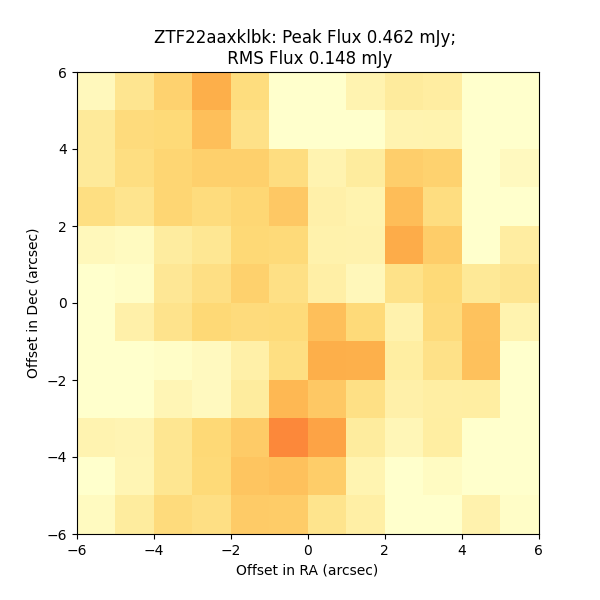 ZTF22aaxklbk: Peak Flux 0.462 mJy;
RMS Flux 0.148 mJy
6
4
2
0
−2
−4
−6
Offset in Dec (arcsec)
−6 −4 −2 0 2 4 6
Offset in RA (arcsec)